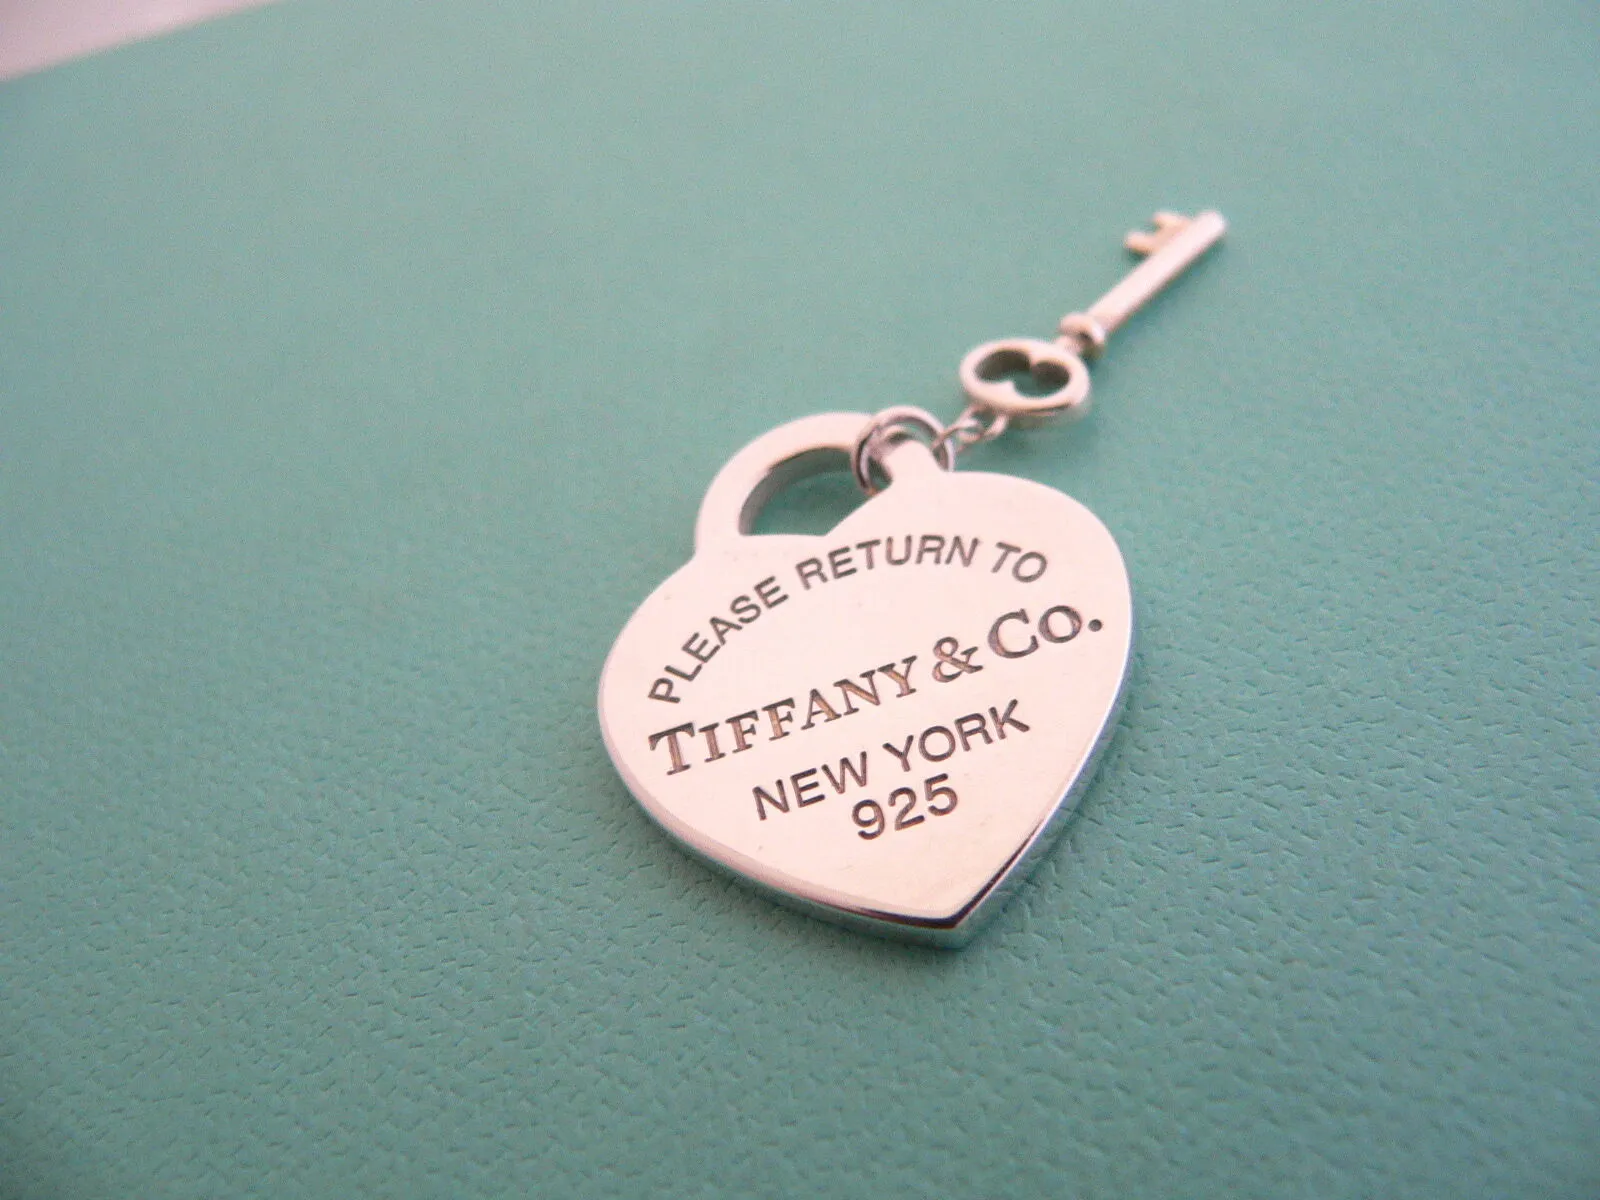 PLEASE RETURN TO
TIFFANY & CO.
NEW YORK
925